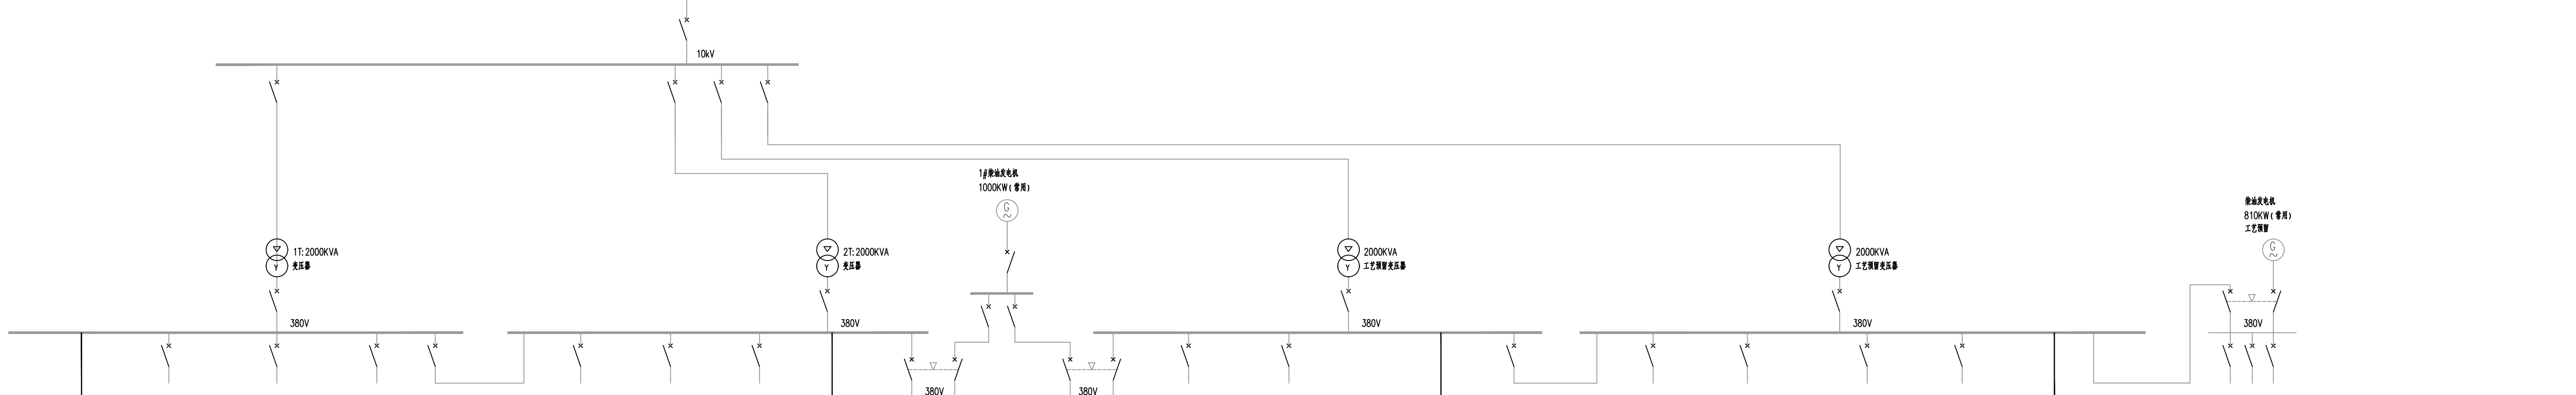 10kV
1#柴油发电机
1000KW(常用)
G
~
柴油发电机
810KW(常用)
工艺预留
G
~
1T:2000KVA
变压器
Y
2T:2000KVA
变压器
Y
2000KVA
工艺预留变压器
Y
2000KVA
工艺预留变压器
Y
380V
380V
380V
380V
380V
380V
380V